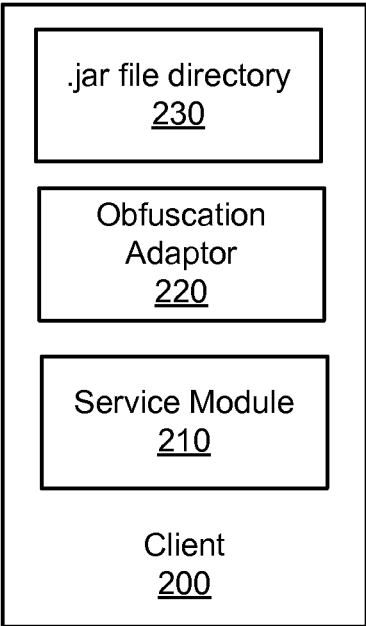 .jar file directory
230
Obfuscation
Adaptor
220
Service Module
210
Client
200